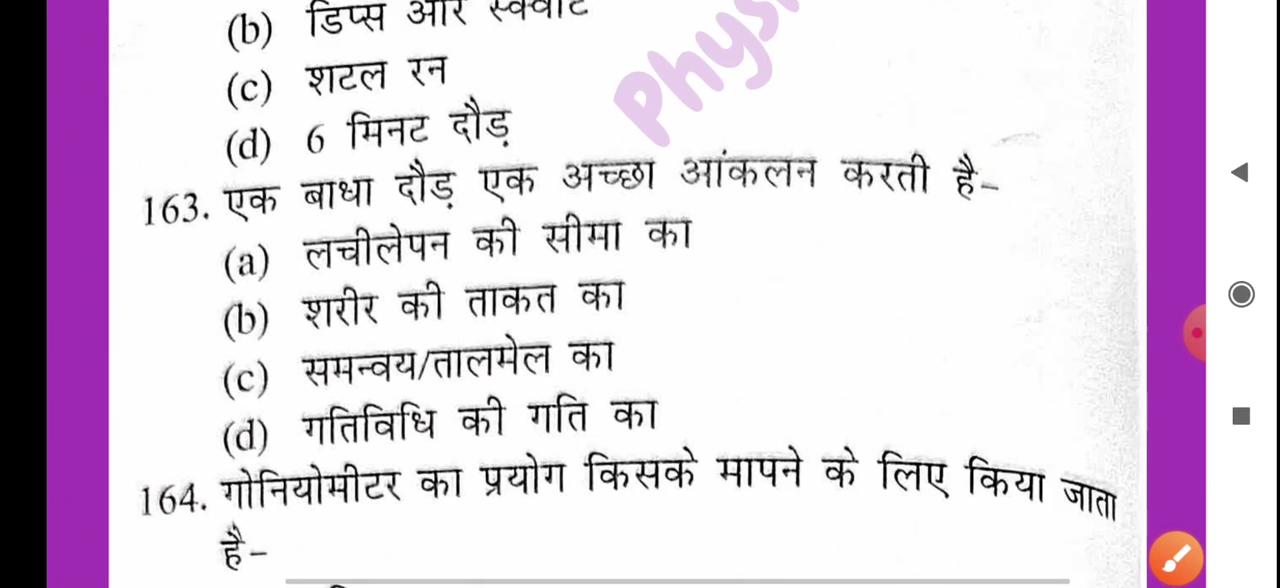 (b) डिप्स और स्क्वाट
(c) शटल रन
(d) 6 मिनट दौड़
Phys
163. एक बाधा दौड़ एक अच्छा आंकलन करती है-
(a) लचीलेपन की सीमा का
(b) शरीर की ताकत का
(c) समन्वय/तालमेल का
(d) गतिविधि की गति का
164. गोनियोमीटर का प्रयोग किसके मापने के लिए किया जाता
है-